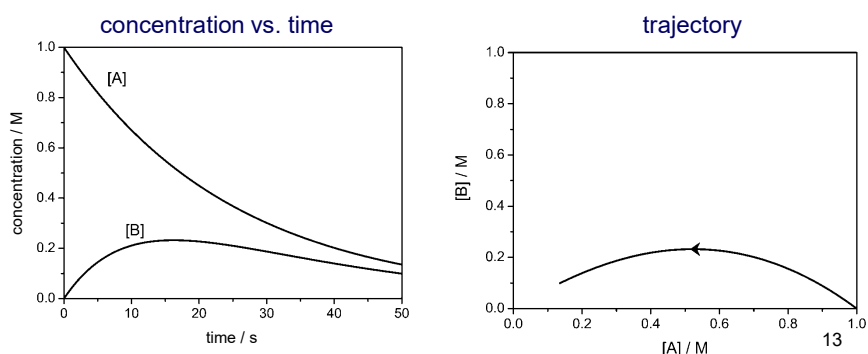 concentration vs. time
1.0
0.8
0.6
0.4
0.2
0.0
concentration / M
[A]
[B]
0 10 20 30 40 50
time / s
trajectory
1.0
0.8
0.6
0.4
0.2
0.0
[B] / M
0.0 0.2 0.4 0.6 0.8 1.0
[A] / M
13